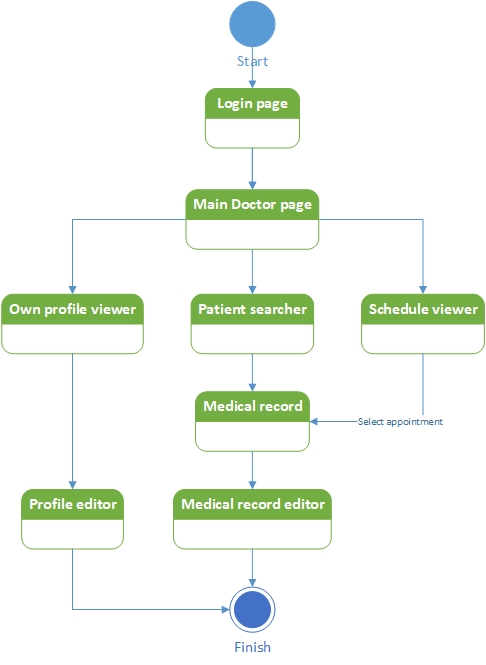 Start
Login page
Main Doctor page
Own profile viewer
Patient searcher
Schedule viewer
Medical record
Select appointment
Profile editor
Medical record editor
Finish